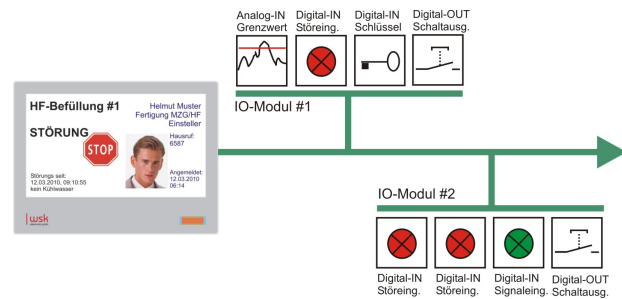 Analog-IN
Grenzwert
Digital-IN
Störeing.
Digital-IN
Schlüssel
Digital-OUT
Schaltausg.
IO-Modul #1
HF-Befüllung #1
STÖRUNG
STOP
Störungs seit:
12.03.2010, 09:10:55
kein Kühlwasser
Helmut Muster
Fertigung MZG/HF
Einsteller
Hausruf:
6587
Angemeldet:
12.03.2010
06:14
wsk
IO-Modul #2
Digital-IN
Störeing.
Digital-IN
Störeing.
Digital-IN
Signaleing.
Digital-OUT
Schaltausg.